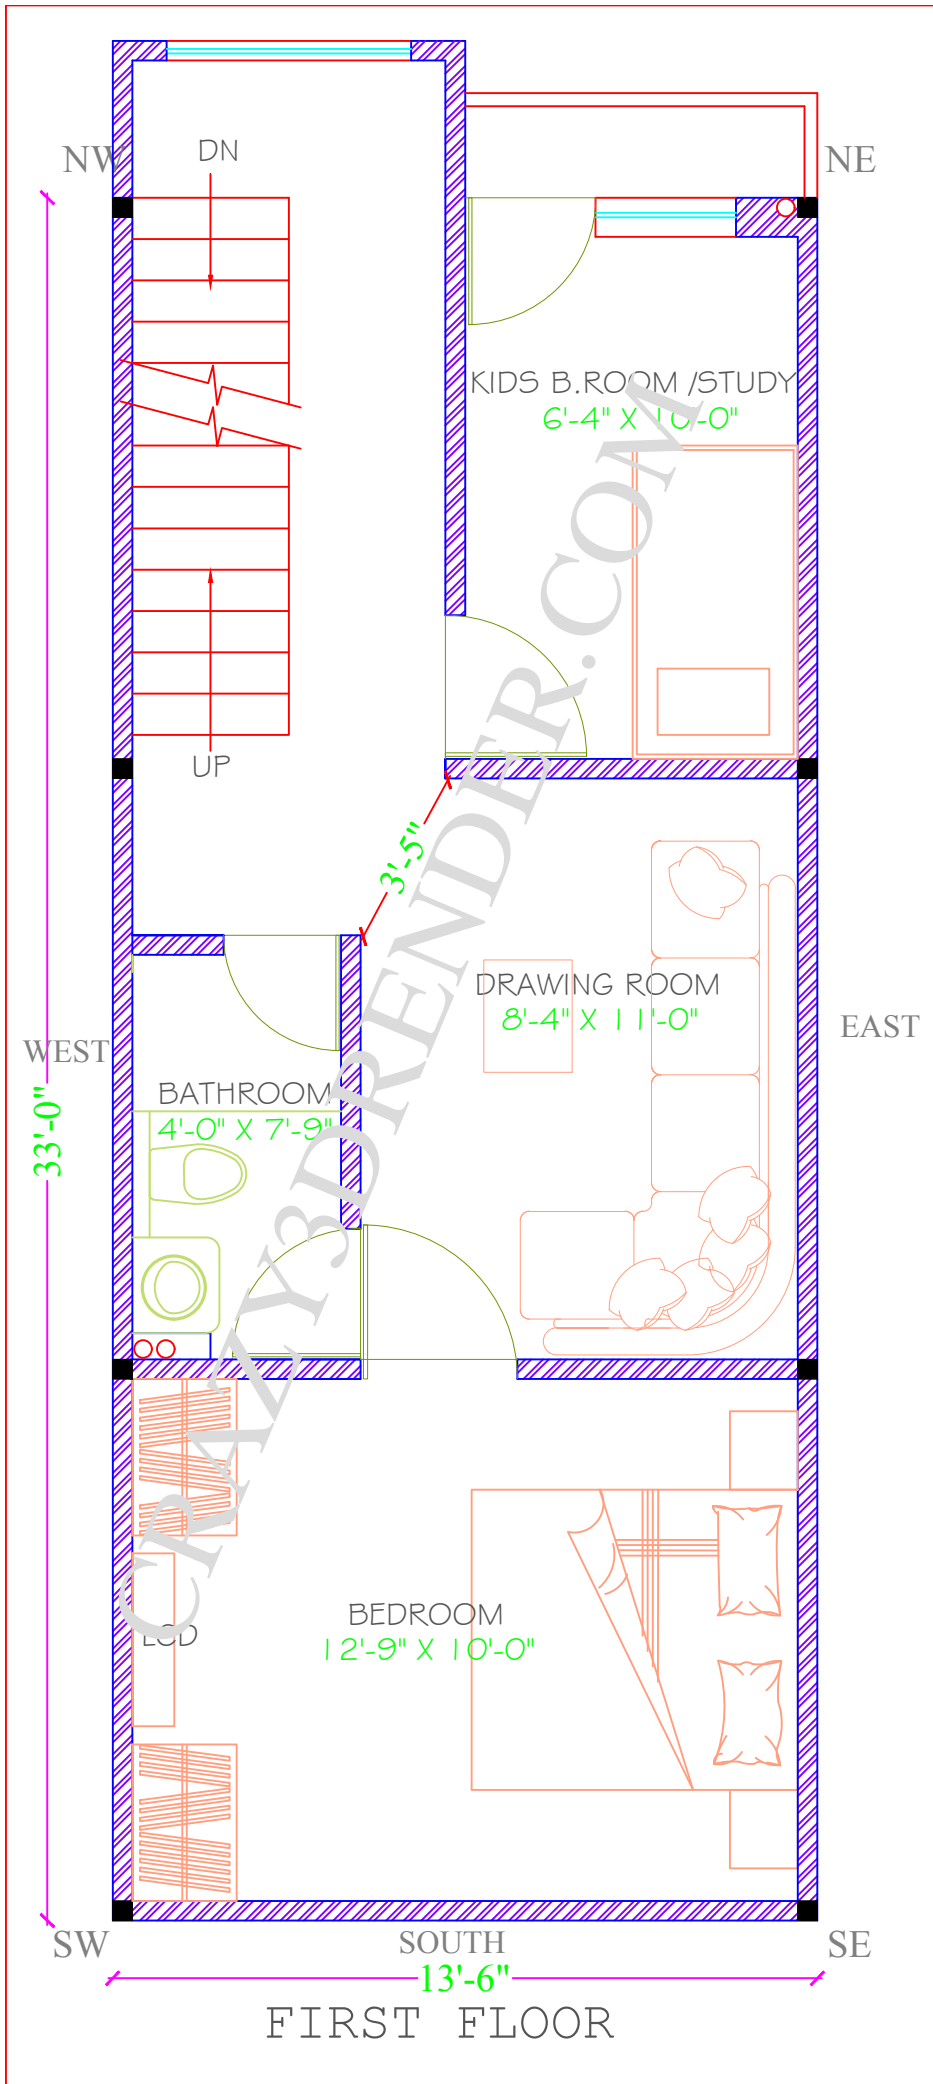 NW
DN
NE
KIDS B.ROOM /STUDY
6'-4" X 10'-0"
UP
3'-5"
DRAWING ROOM
8'-4" X 11'-0"
WEST
EAST
BATHROOM
4'-0" X 7'-9"
33'-0"
CRAZY3DRENDER.COM
BEDROOM
12'-9" X 10'-0"
LCD
SW
SOUTH
SE
13'-6"
FIRST FLOOR